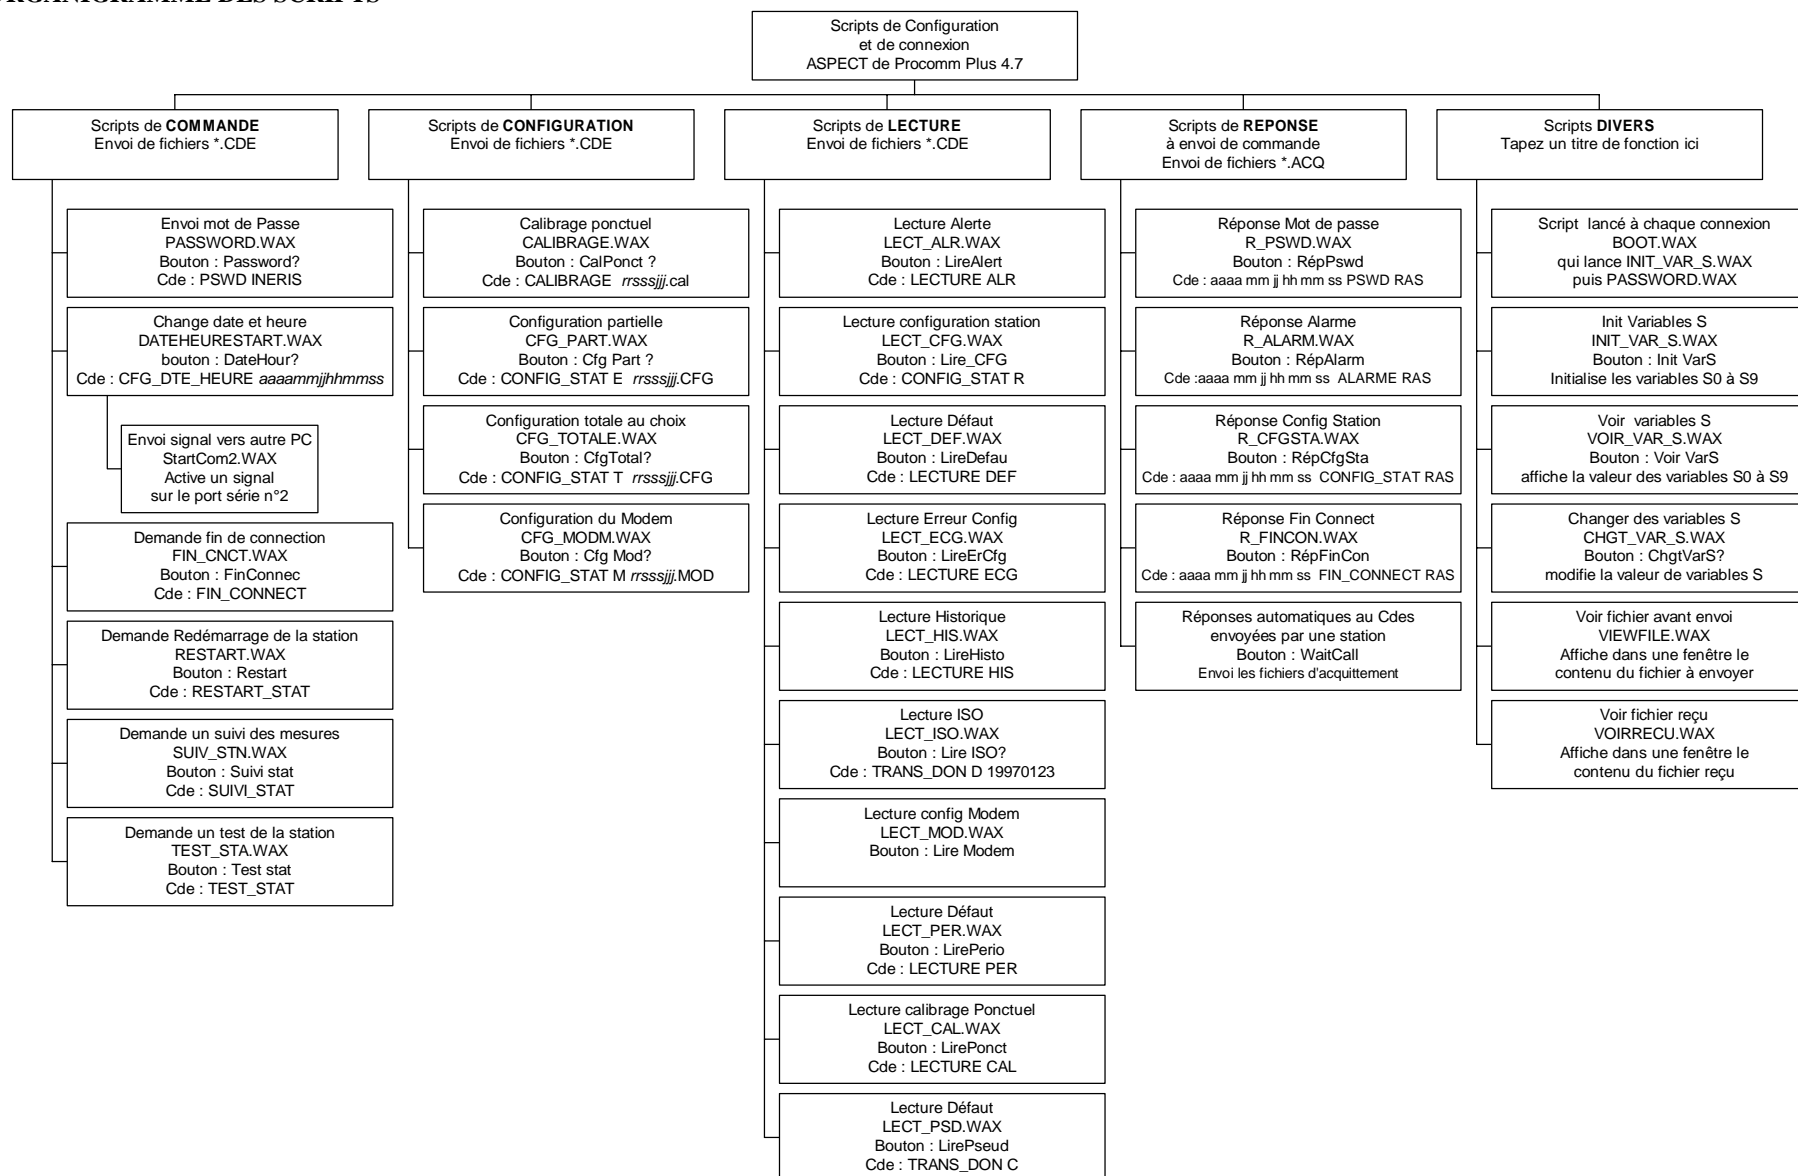 ORGANIGRAMME DES SCRIPTS
Scripts de Configuration
et de connexion
ASPECT de Procomm Plus 4.7
Scripts de COMMANDE
Envoi de fichiers *.CDE
Envoi mot de Passe
PASSWORD.WAX
Bouton : Password?
Cde : PSWD INERIS
Change date et heure
DATEHEURESTART.WAX
bouton : DateHour?
Cde : CFG_DTE_HEURE aaaammjjhhmmss
Envoi signal vers autre PC
StartCom2.WAX
Active un signal
sur le port série n°2
Demande fin de connection
FIN_CNCT.WAX
Bouton : FinConnec
Cde : FIN_CONNECT
Demande Redémarrage de la station
RESTART.WAX
Bouton : Restart
Cde : RESTART_STAT
Demande un suivi des mesures
SUIV_STN.WAX
Bouton : Suivi stat
Cde : SUIVI_STAT
Demande un test de la station
TEST_STA.WAX
Bouton : Test stat
Cde : TEST_STAT
Scripts de CONFIGURATION
Envoi de fichiers *.CDE
Calibrage ponctuel
CALIBRAGE.WAX
Bouton : CalPonct ?
Cde : CALIBRAGE rrsssjjj.cal
Configuration partielle
CFG_PART.WAX
Bouton : Cfg Part ?
Cde : CONFIG_STAT E rrsssjjj.CFG
Configuration totale au choix
CFG_TOTALE.WAX
Bouton : CfgTotal?
Cde : CONFIG_STAT T rrsssjjj.CFG
Configuration du Modem
CFG_MODM.WAX
Bouton : Cfg Mod?
Cde : CONFIG_STAT M rrsssjjj.MOD
Scripts de LECTURE
Envoi de fichiers *.CDE
Lecture Alerte
LECT_ALR.WAX
Bouton : LireAlert
Cde : LECTURE ALR
Lecture configuration station
LECT_CFG.WAX
Bouton : Lire_CFG
Cde : CONFIG_STAT R
Lecture Défaut
LECT_DEF.WAX
Bouton : LireDefau
Cde : LECTURE DEF
Lecture Erreur Config
LECT_ECG.WAX
Bouton : LireErCfg
Cde : LECTURE ECG
Lecture Historique
LECT_HIS.WAX
Bouton : LireHisto
Cde : LECTURE HIS
Lecture ISO
LECT_ISO.WAX
Bouton : Lire ISO?
Cde : TRANS_DON D 19970123
Lecture config Modem
LECT_MOD.WAX
Bouton : Lire Modem
Lecture Défaut
LECT_PER.WAX
Bouton : LirePerio
Cde : LECTURE PER
Lecture calibrage Ponctuel
LECT_CAL.WAX
Bouton : LirePonct
Cde : LECTURE CAL
Lecture Défaut
LECT_PSD.WAX
Bouton : LirePseud
Cde : TRANS_DON C
Scripts de REPONSE
à envoi de commande
Envoi de fichiers *.ACQ
Réponse Mot de passe
R_PSWD.WAX
Bouton : RépPswd
Cde : aaaa mm jj hh mm ss PSWD RAS
Réponse Alarme
R_ALARM.WAX
Bouton : RépAlarm
Cde :aaaa mm jj hh mm ss ALARME RAS
Réponse Config Station
R_CFGSTA.WAX
Bouton : RépCfgSta
Cde : aaaa mm jj hh mm ss CONFIG_STAT RAS
Réponse Fin Connect
R_FINCON.WAX
Bouton : RépFinCon
Cde : aaaa mm jj hh mm ss FIN_CONNECT RAS
Réponses automatiques au Cdes
envoyées par une station
Bouton : WaitCall
Envoi les fichiers d'acquittement
Scripts DIVERS
Tapez un titre de fonction ici
Script lancé à chaque connexion
BOOT.WAX
qui lance INIT_VAR_S.WAX
puis PASSWORD.WAX
Init Variables S
INIT_VAR_S.WAX
Bouton : Init VarS
Initialise les variables S0 à S9
Voir variables S
VOIR_VAR_S.WAX
Bouton : Voir VarS
affiche la valeur des variables S0 à S9
Changer des variables S
CHGT_VAR_S.WAX
Bouton : ChgtVarS?
modifie la valeur de variables S
Voir fichier avant envoi
VIEWFILE.WAX
Affiche dans une fenêtre le
contenu du fichier à envoyer
Voir fichier reçu
VOIRRECU.WAX
Affiche dans une fenêtre le
contenu du fichier reçu